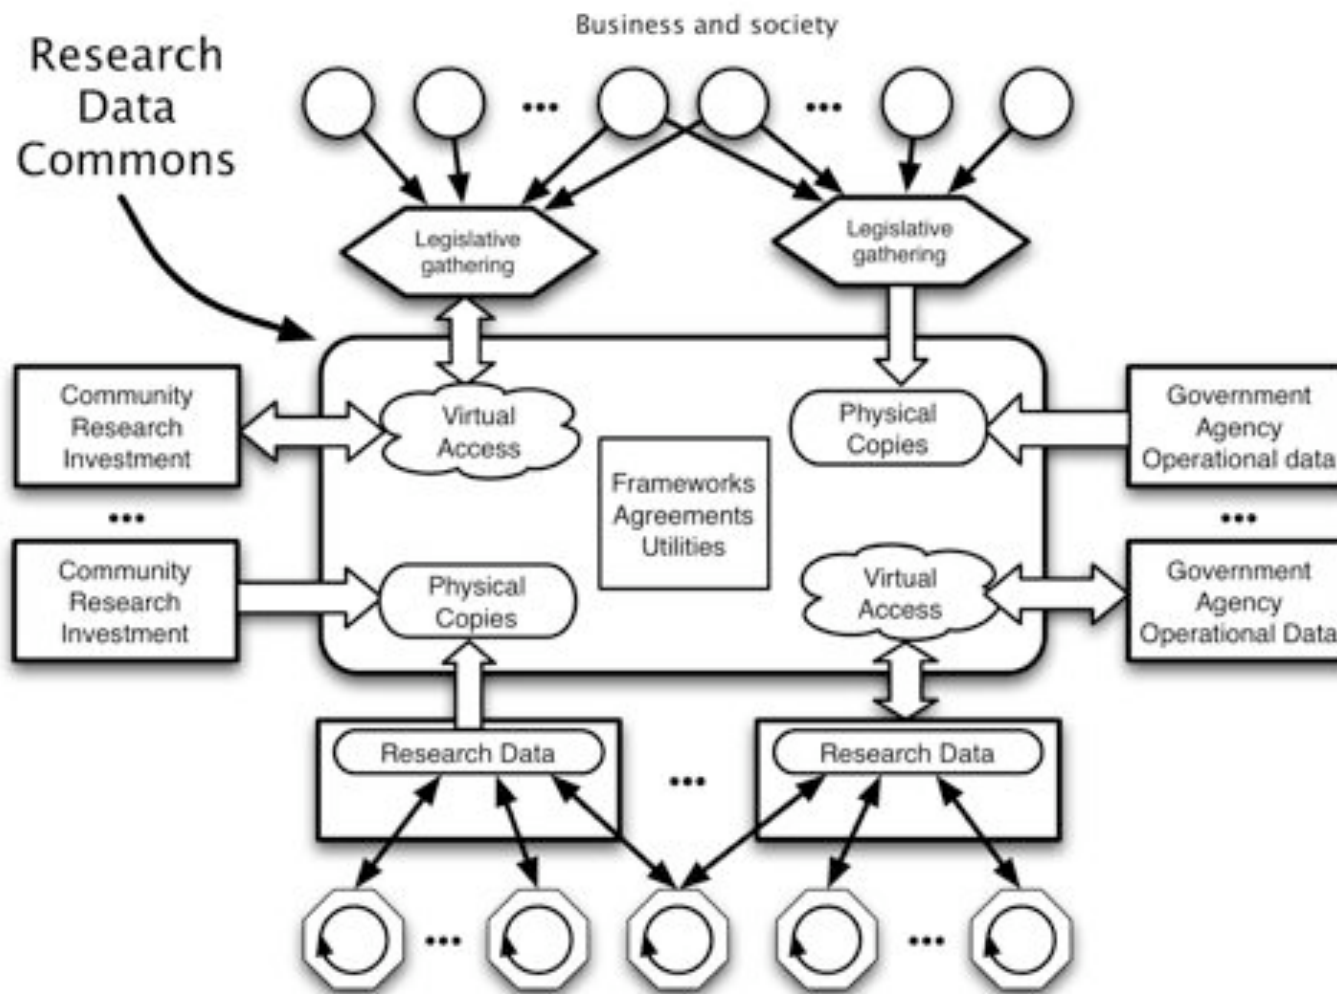 Business and society
Research
Data
Commons
...
...
Legislative
gathering
Legislative
gathering
Community
Research
Investment
Virtual
Access
Physical
Copies
Government
Agency
Operational data
Frameworks
Agreements
Utilities
...
...
Community
Research
Investment
Physical
Copies
Virtual
Access
Government
Agency
Operational Data
Research Data
...
Research Data
...
...